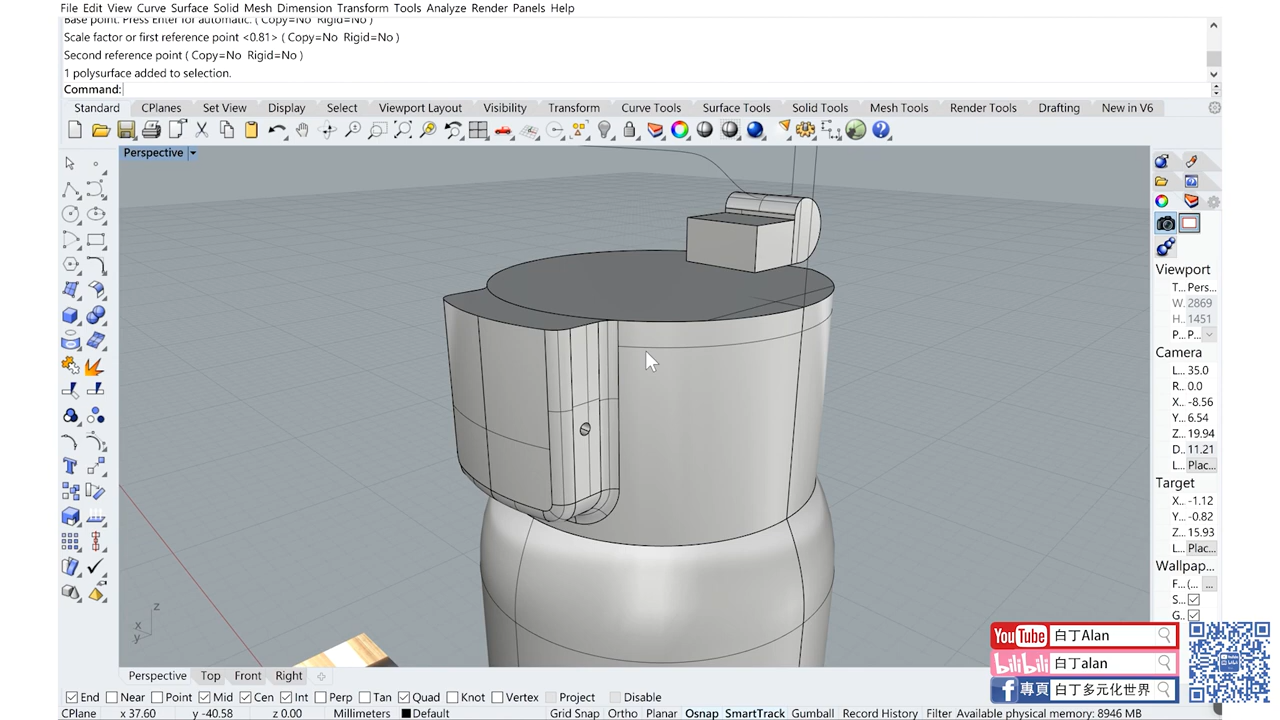 File Edit View Curve Surface Solid Mesh Dimension Transform Tools Analyze Render Panels Help
Base point. Press Enter for automatic. ( Copy=No Rigid=No )
Scale factor or first reference point <0.81> ( Copy=No Rigid=No )
Second reference point ( Copy=No Rigid=No )
1 polysurface added to selection.
Command:
Standard CPlanes Set View Display Select Viewport Layout Visibility Transform Curve Tools Surface Tools Solid Tools Mesh Tools Render Tools Drafting New in V6
Perspective
Viewport
T... Pers...
W. 2869
H.. 1451
P... P...
Camera
L... 35.0
R... 0.0
X... -8.56
Y... 6.54
Z... 19.94
D.. 11.21
L... Plac...
Target
X... -1.12
Y... -0.82
Z... 15.93
L... Plac...
Wallpap...
F... (... ...
S...
G...
z
x
y
YouTube 白丁Alan
bilibili 白丁alan
f 專頁 白丁多元化世界
Perspective Top Front Right
End Near Point Mid Cen Int Perp Tan Quad Knot Vertex Project Disable
CPlane x 37.60 y -40.58 z 0.00 Millimeters Default Grid Snap Ortho Planar Osnap SmartTrack Gumball Record History Filter Available physical memory: 8946 MB